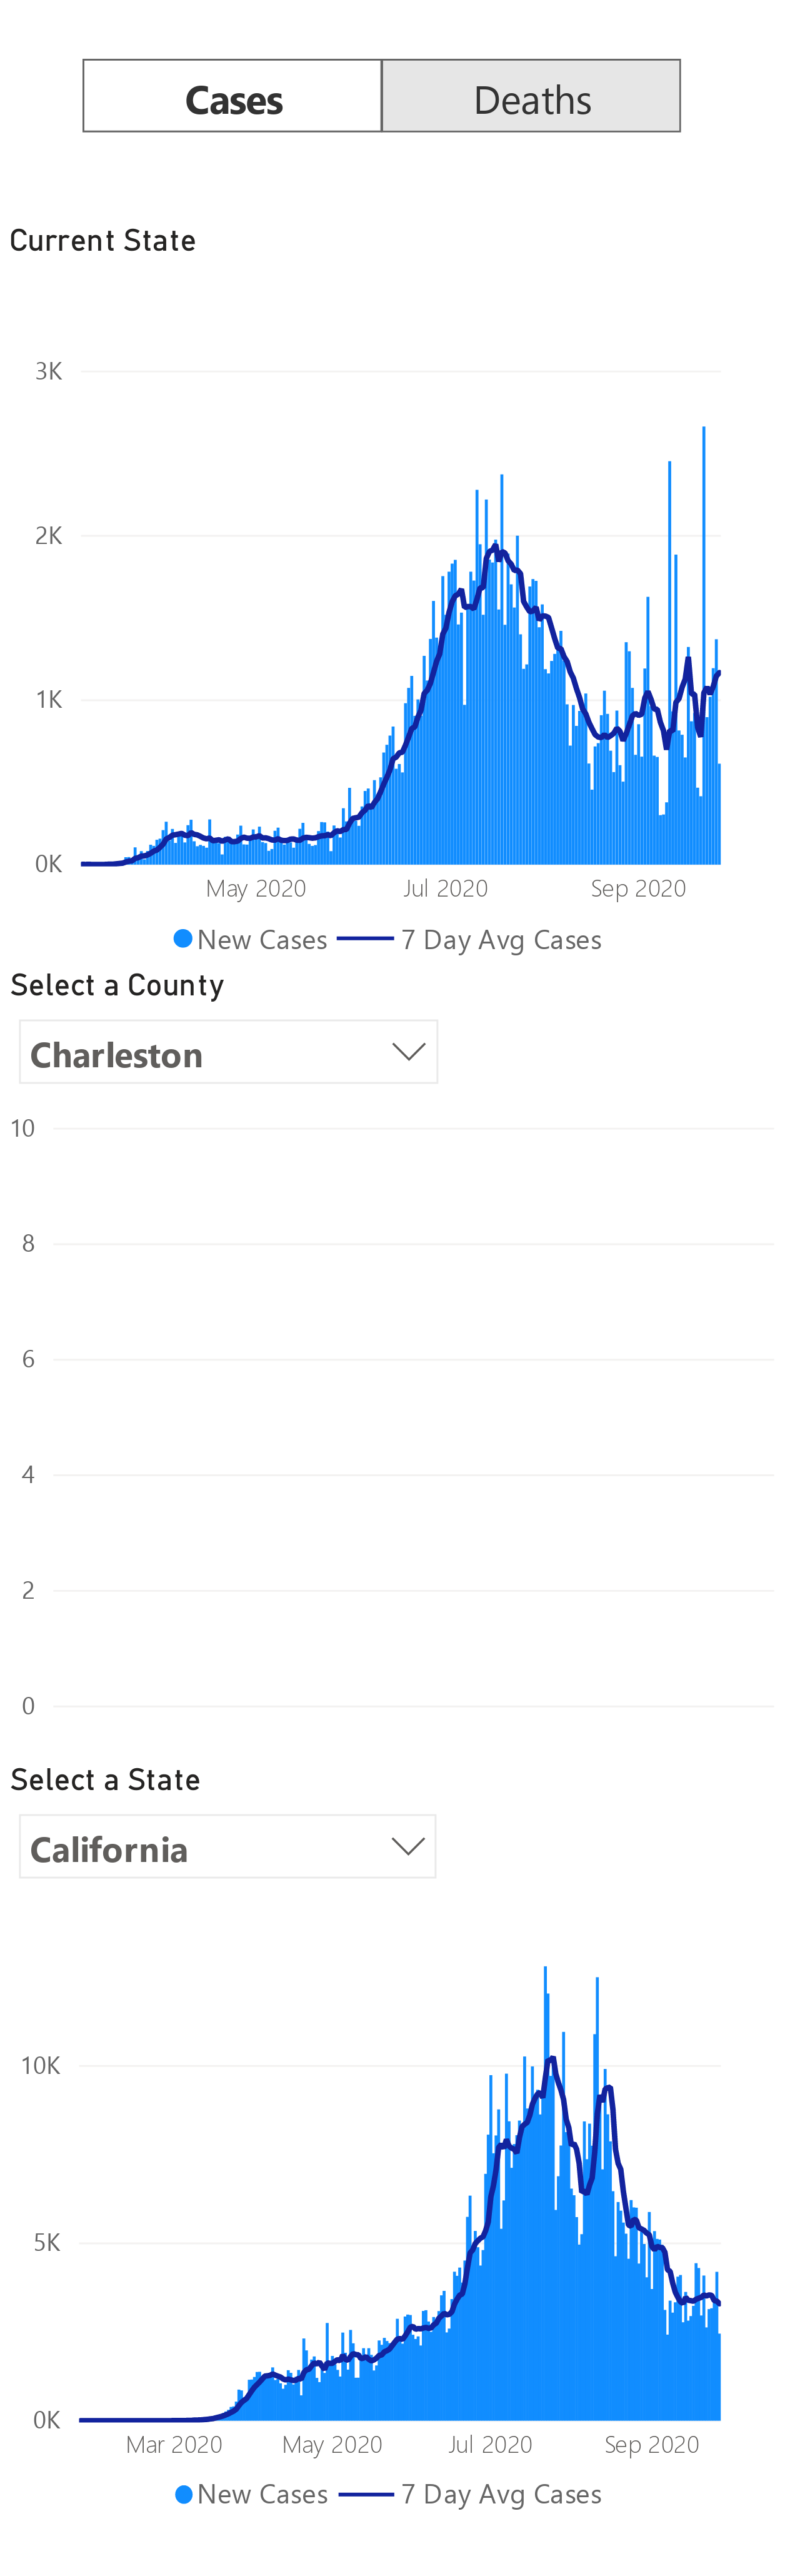 Cases Deaths
Current State
3K
2K
1K
0K
May 2020 Jul 2020 Sep 2020
New Cases 7 Day Avg Cases
Select a County
Charleston
10
8
6
4
2
0
Select a State
California
10K
5K
0K
Mar 2020 May 2020 Jul 2020 Sep 2020
New Cases 7 Day Avg Cases